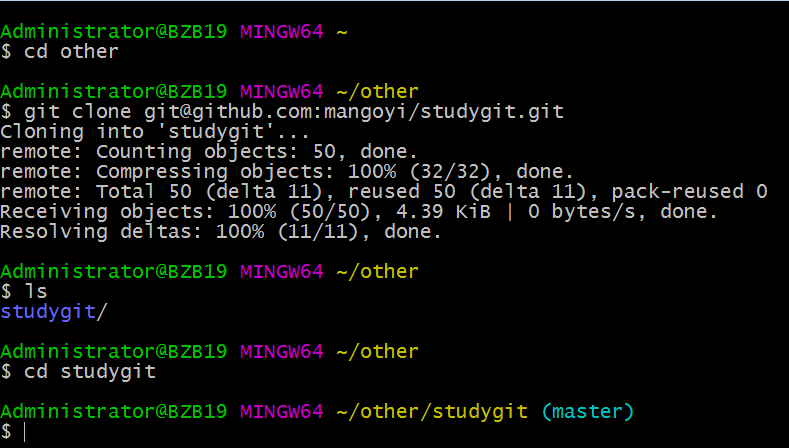 Administrator@BZB19 MINGW64 ~
$ cd other
Administrator@BZB19 MINGW64 ~/other
$ git clone git@github.com:mangoyi/studygit.git
Cloning into 'studygit'...
remote: Counting objects: 50, done.
remote: Compressing objects: 100% (32/32), done.
remote: Total 50 (delta 11), reused 50 (delta 11), pack-reused 0
Receiving objects: 100% (50/50), 4.39 KiB | 0 bytes/s, done.
Resolving deltas: 100% (11/11), done.
Administrator@BZB19 MINGW64 ~/other
$ ls
studygit/
Administrator@BZB19 MINGW64 ~/other
$ cd studygit
Administrator@BZB19 MINGW64 ~/other/studygit (master)
$